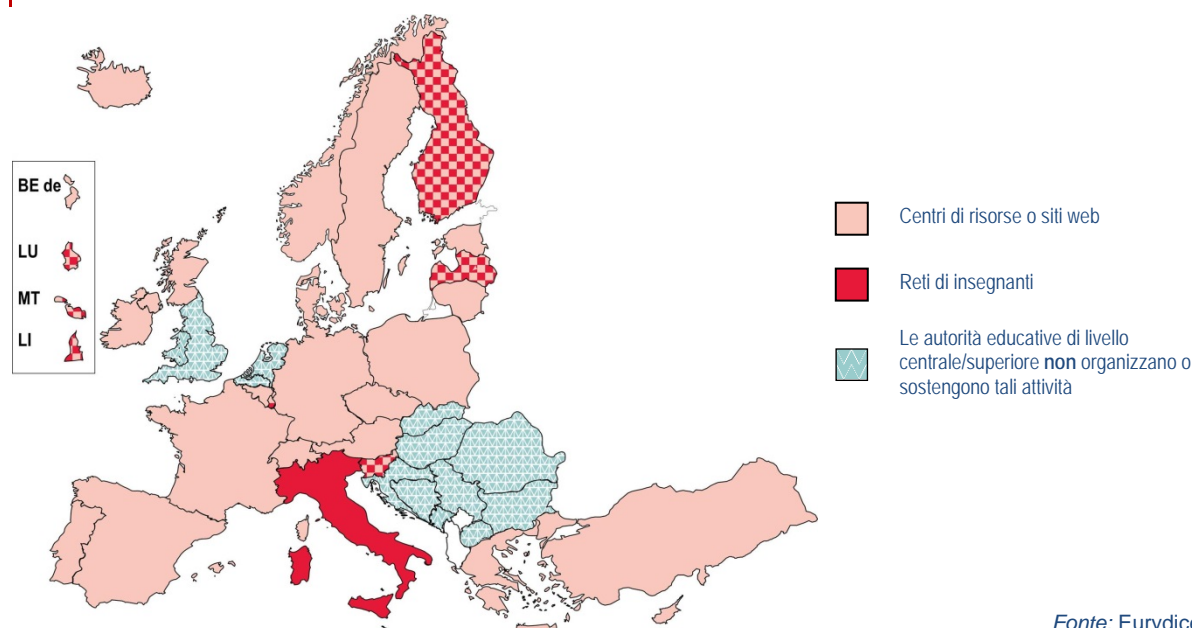 BE de
LU
MT
LI
Centri di risorse o siti web
Reti di insegnanti
Le autorità educative di livello
centrale/superiore non organizzano o
sostengono tali attività
Fonte: Eurydice